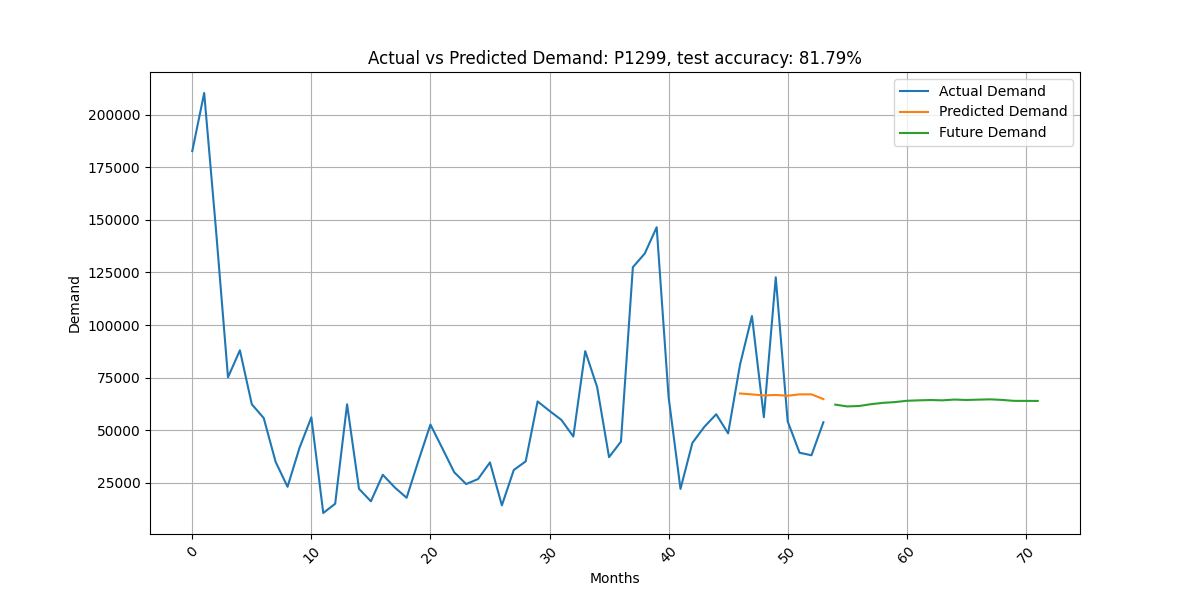 Actual vs Predicted Demand: P1299, test accuracy: 81.79%
Actual Demand
Predicted Demand
Future Demand
Demand
200000
175000
150000
125000
100000
75000
50000
25000
0
10
20
30
40
50
60
70
Months